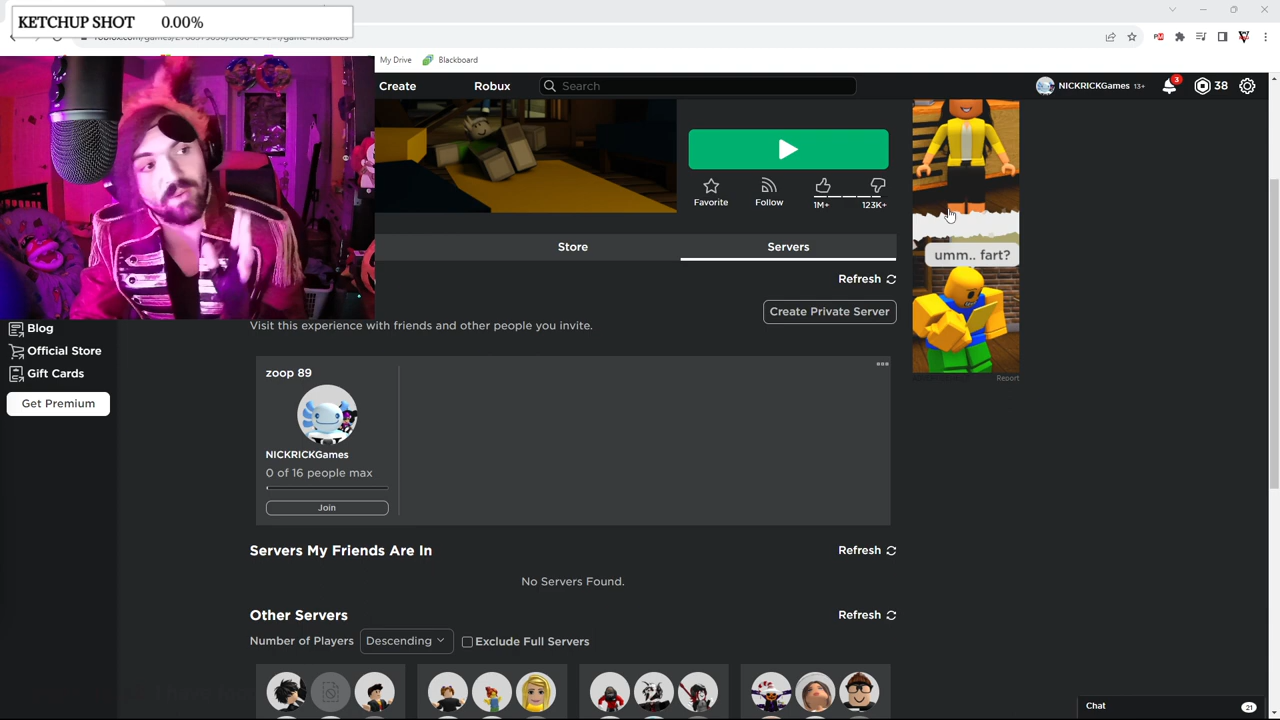 KETCHUP SHOT 0.00%
My Drive Blackboard
Create Robux Search NICKRICKGames 13+ 3 38
Favorite Follow 1M+ 123K+
Store Servers
umm.. fart?
Refresh
Create Private Server
Visit this experience with friends and other people you invite.
Blog
Official Store
Gift Cards
Get Premium
Report
zoop 89
NICKRICKGames
0 of 16 people max
Join
Servers My Friends Are In Refresh
No Servers Found.
Other Servers Refresh
Number of Players Descending Exclude Full Servers
Chat 21